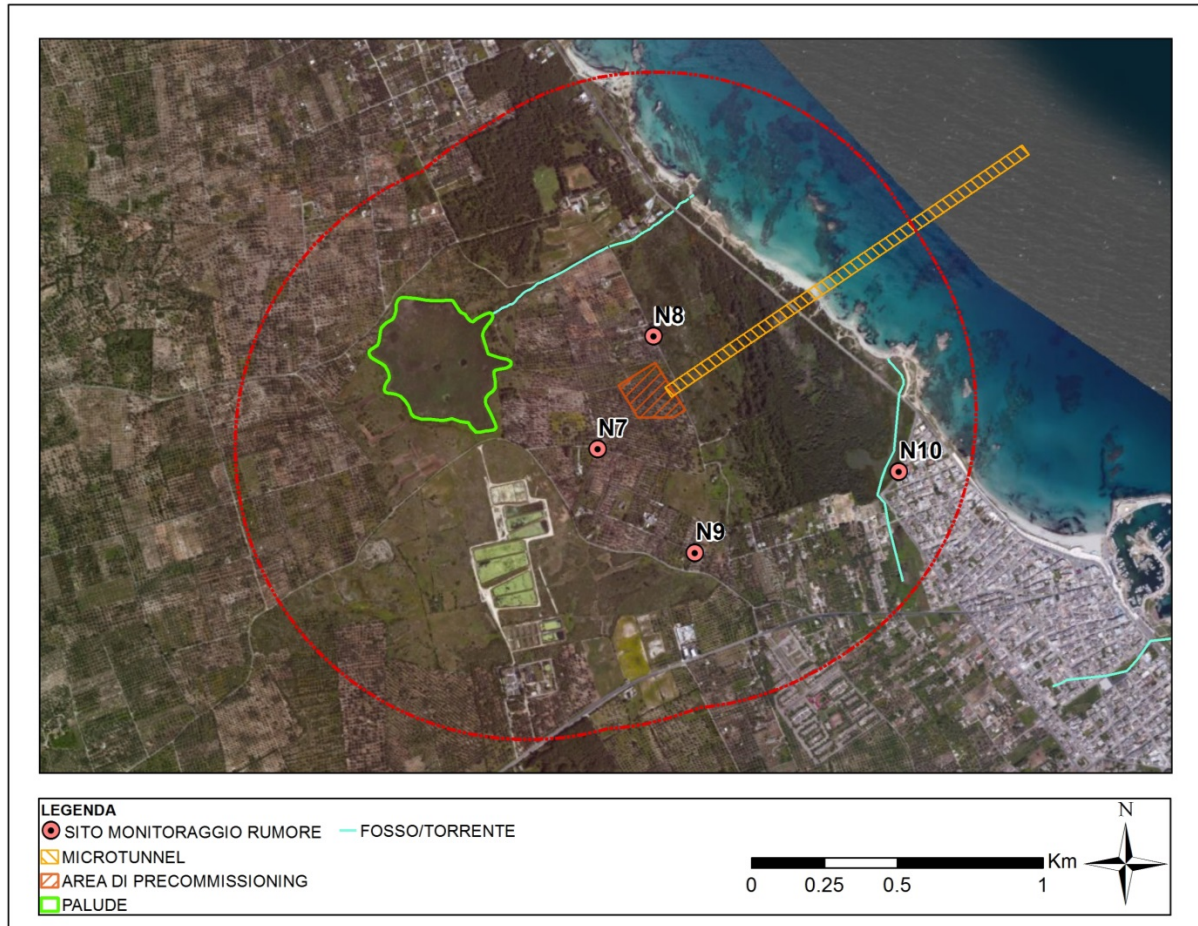 N8
N7
N10
N9
LEGENDA
SITO MONITORAGGIO RUMORE FOSSO/TORRENTE
MICROTUNNEL
AREA DI PRECOMMISSIONING
PALUDE
Km
0 0.25 0.5 1
N